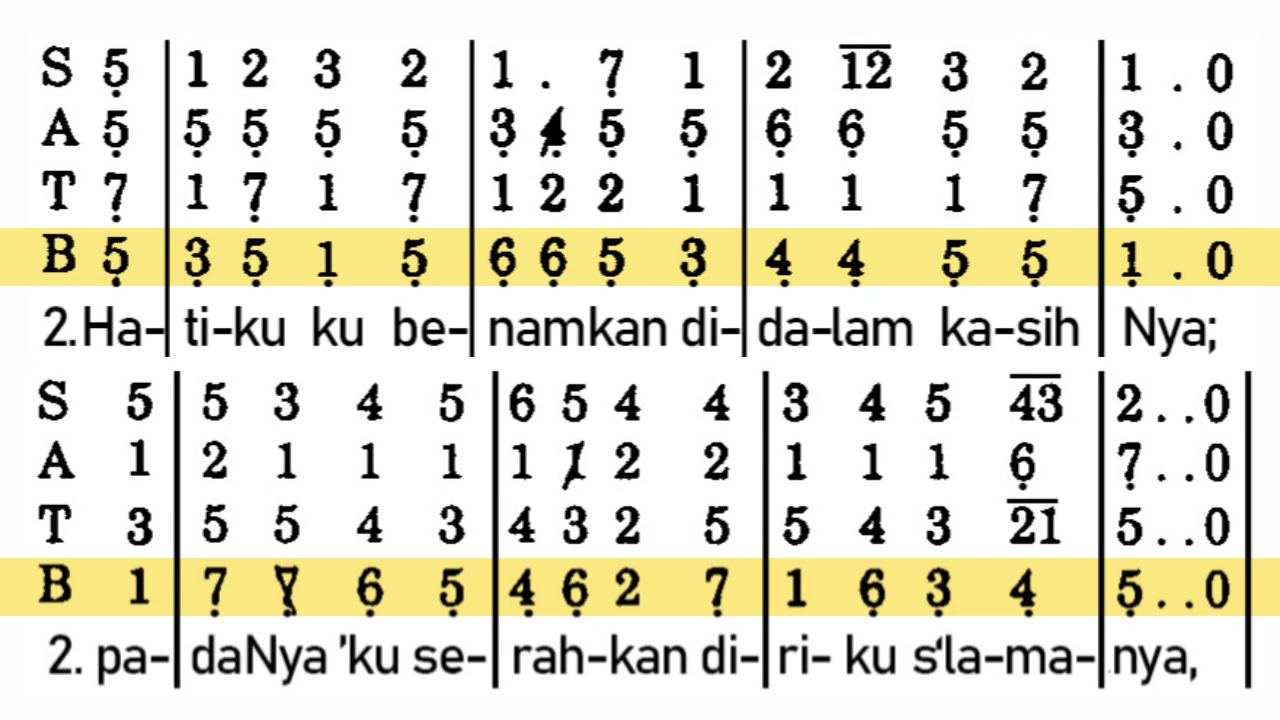 S 5̣ | 1 2 3 2 | 1 . 7̣ 1 | 2 1̅2̅ 3 2 | 1 . 0
A 5̣ | 5̣ 5̣ 5̣ 5̣ | 3̣ 4̸̣ 5̣ 5̣ | 6̣ 6̣ 5̣ 5̣ | 3̣ . 0
T 7̣ | 1 7̣ 1 7̣ | 1 2 2 1 | 1 1 1 7̣ | 5̣ . 0
B 5̣ | 3̣ 5̣ 1̣ 5̣ | 6̣ 6̣ 5̣ 3̣ | 4̣ 4̣ 5̣ 5̣ | 1̣ . 0
2.Ha-| ti-ku ku be-| namkan di-| da-lam ka-sih | Nya;
S 5 | 5 3 4 5 | 6 5 4 4 | 3 4 5 4̅3̅ | 2 . . 0 |
A 1 | 2 1 1 1 | 1 1̸ 2 2 | 1 1 1 6̣ | 7̣ . . 0 |
T 3 | 5 5 4 3 | 4 3 2 5 | 5 4 3 2̅1̅ | 5 . . 0 |
B 1 | 7̣ 7̸̣ 6̣ 5̣ | 4̣ 6̣ 2 7̣ | 1 6̣ 3̣ 4̣ | 5̣ . . 0 |
2. pa-| daNya ’ku se-| rah-kan di-| ri- ku s‘la-ma-| nya, |